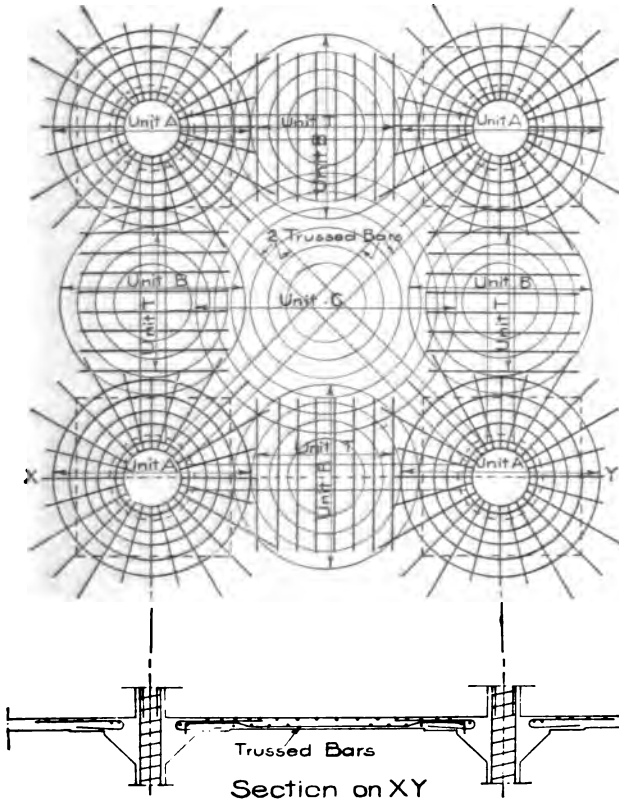 Unit A
Unit T
Unit B
Unit A
2 Trussed Bars
Unit B
Unit T
Unit C
Unit B
Unit T
Unit A
Unit T
Unit B
Unit A
X
Y
Trussed Bars
Section on XY